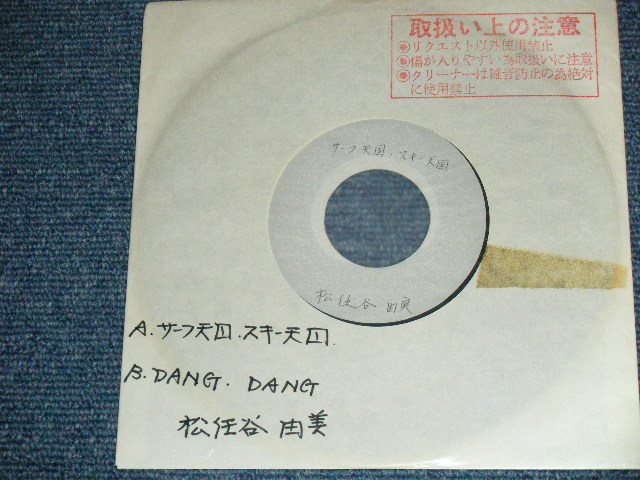 取扱い上の注意
●リクエスト以外使用禁止
●傷が入りやすい為取扱いに注意
●クリーナーは雑音防止の為絶対
に使用禁止
サーフ天国.スキー天国
松任谷 由実
A.サーフ天国.スキー天国.
B.DANG. DANG
松任谷 由美